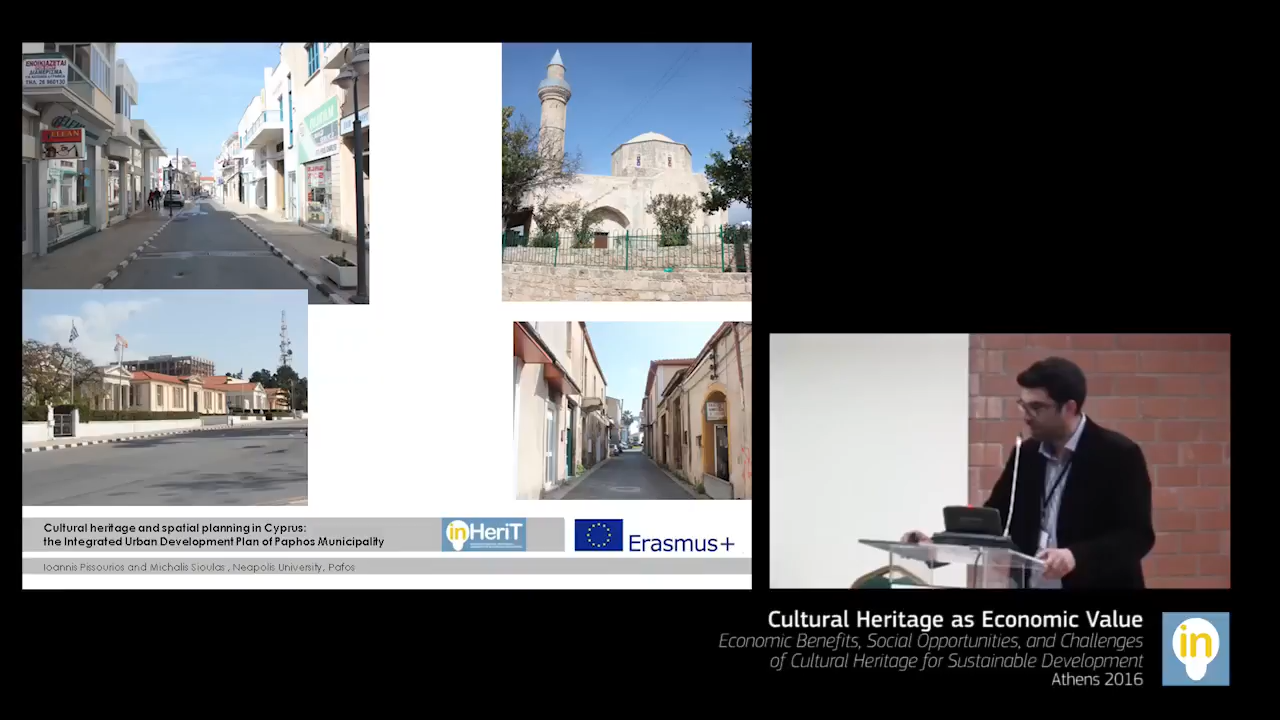 ΕΝΟΙΚΙΑΖΕΤΑΙ
ΔΙΑΜΕΡΙΣΜΑ
Cultural heritage and spatial planning in Cyprus:
the Integrated Urban Development Plan of Paphos Municipality
inHeriT
Erasmus+
Ioannis Pissourios and Michalis Sioulas , Neapolis University, Pafos
Cultural Heritage as Economic Value
Economic Benefits, Social Opportunities, and Challenges
of Cultural Heritage for Sustainable Development
Athens 2016
in